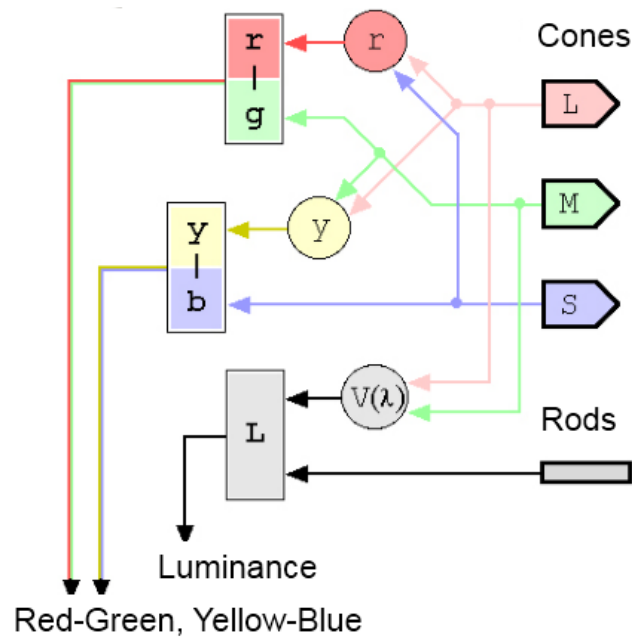 r
r
Cones
L
g
M
y
y
b
S
V(λ)
L
Rods
Luminance
Red-Green, Yellow-Blue